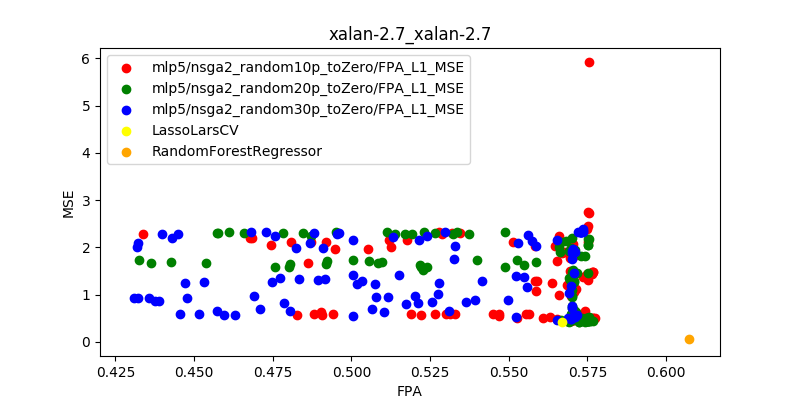 xalan-2.7_xalan-2.7
mlp5/nsga2_random10p_toZero/FPA_L1_MSE
mlp5/nsga2_random20p_toZero/FPA_L1_MSE
mlp5/nsga2_random30p_toZero/FPA_L1_MSE
LassoLarsCV
RandomForestRegressor
MSE
6
5
4
3
2
1
0
0.425 0.450 0.475 0.500 0.525 0.550 0.575 0.600
FPA